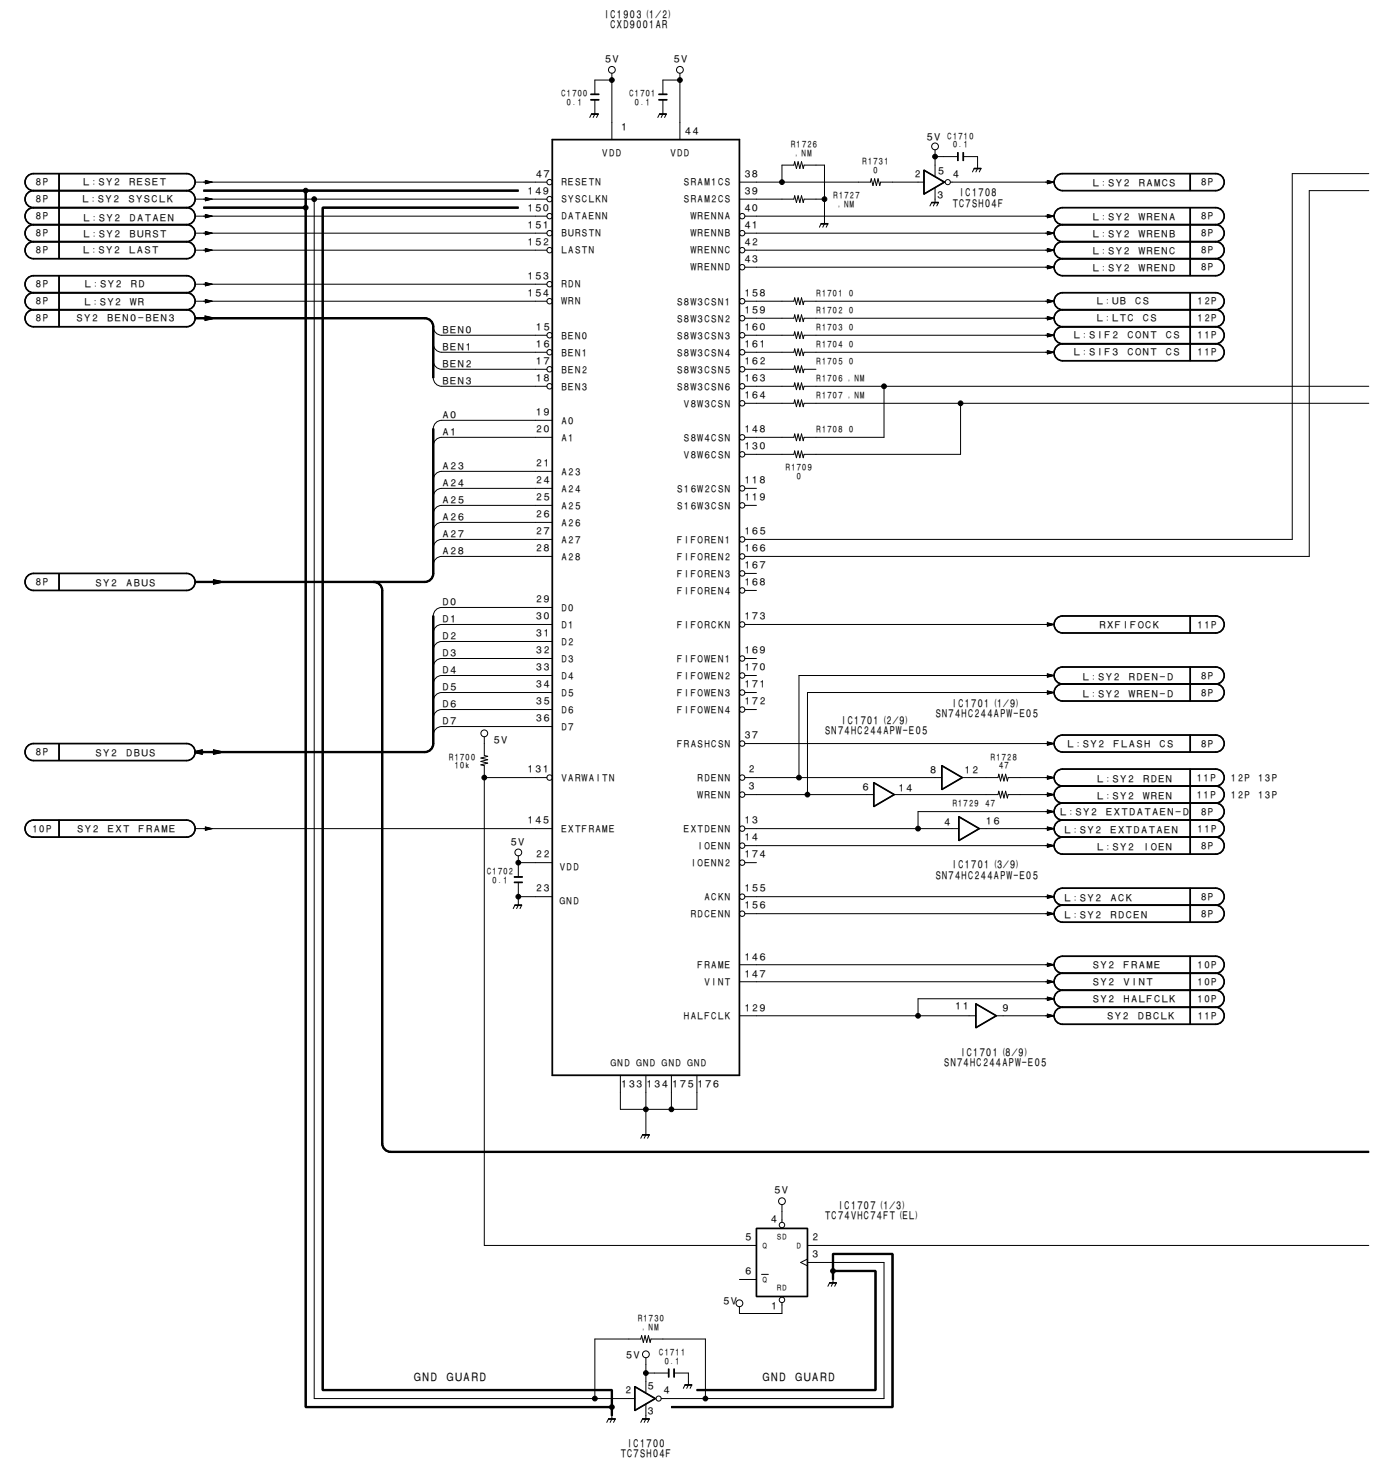 IC1903 (1/2)
CXD9001AR
5V 5V
C1700
0.1
C1701
0.1
1 44
VDD VDD
8P L:SY2 RESET 47 RESETN
8P L:SY2 SYSCLK 149 SYSCLKN
8P L:SY2 DATAEN 150 DATAENN
8P L:SY2 BURST 151 BURSTN
8P L:SY2 LAST 152 LASTN
8P L:SY2 RD 153 RDN
8P L:SY2 WR 154 WRN
8P SY2 BEN0-BEN3
BEN0 15 BEN0
BEN1 16 BEN1
BEN2 17 BEN2
BEN3 18 BEN3
A0 19 A0
A1 20 A1
A23 21 A23
A24 24 A24
A25 25 A25
A26 26 A26
A27 27 A27
A28 28 A28
8P SY2 ABUS
D0 29 D0
D1 30 D1
D2 31 D2
D3 32 D3
D4 33 D4
D5 34 D5
D6 35 D6
D7 36 D7
8P SY2 DBUS
5V
R1700
10k
131 VARWAITN
10P SY2 EXT FRAME 145 EXTFRAME
5V
22 VDD
C1702
0.1
23 GND
SRAM1CS 38
R1726
. NM
R1731
0
5V
C1710
0.1
2 5 4 3
IC1708
TC7SH04F
L:SY2 RAMCS 8P
SRAM2CS 39
R1727
. NM
WRENNA 40 L:SY2 WRENA 8P
WRENNB 41 L:SY2 WRENB 8P
WRENNC 42 L:SY2 WRENC 8P
WRENND 43 L:SY2 WREND 8P
S8W3CSN1 158 R1701 0 L:UB CS 12P
S8W3CSN2 159 R1702 0 L:LTC CS 12P
S8W3CSN3 160 R1703 0 L:SIF2 CONT CS 11P
S8W3CSN4 161 R1704 0 L:SIF3 CONT CS 11P
S8W3CSN5 162 R1705 0
S8W3CSN6 163 R1706 . NM
V8W3CSN 164 R1707 . NM
S8W4CSN 148 R1708 0
V8W6CSN 130
R1709
0
S16W2CSN 118
S16W3CSN 119
FIFOREN1 165
FIFOREN2 166
FIFOREN3 167
FIFOREN4 168
FIFORCKN 173 RXFIFOCK 11P
FIFOWEN1 169
FIFOWEN2 170
FIFOWEN3 171
FIFOWEN4 172
L:SY2 RDEN-D 8P
L:SY2 WREN-D 8P
IC1701 (1/9)
SN74HC244APW-E05
IC1701 (2/9)
SN74HC244APW-E05
FRASHCSN 37 L:SY2 FLASH CS 8P
RDENN 2 8 12 R1728
47
L:SY2 RDEN 11P 12P 13P
WRENN 3 6 14 L:SY2 WREN 11P 12P 13P
R1729 47
L:SY2 EXTDATAEN-D 8P
EXTDENN 13 4 16 L:SY2 EXTDATAEN 11P
IOENN 14 L:SY2 IOEN 8P
IOENN2 174
IC1701 (3/9)
SN74HC244APW-E05
ACKN 155 L:SY2 ACK 8P
RDCENN 156 L:SY2 RDCEN 8P
FRAME 146 SY2 FRAME 10P
VINT 147 SY2 VINT 10P
SY2 HALFCLK 10P
HALFCLK 129 11 9 SY2 DBCLK 11P
IC1701 (8/9)
SN74HC244APW-E05
GND GND GND GND
133 134 175 176
5V
IC1707 (1/3)
TC74VHC74FT (EL)
4
SD
5 Q D 2
3
6 Q
RD
5V 1
R1730
. NM
5V
C1711
0.1
GND GUARD GND GUARD
2 5 4 3
IC1700
TC7SH04F